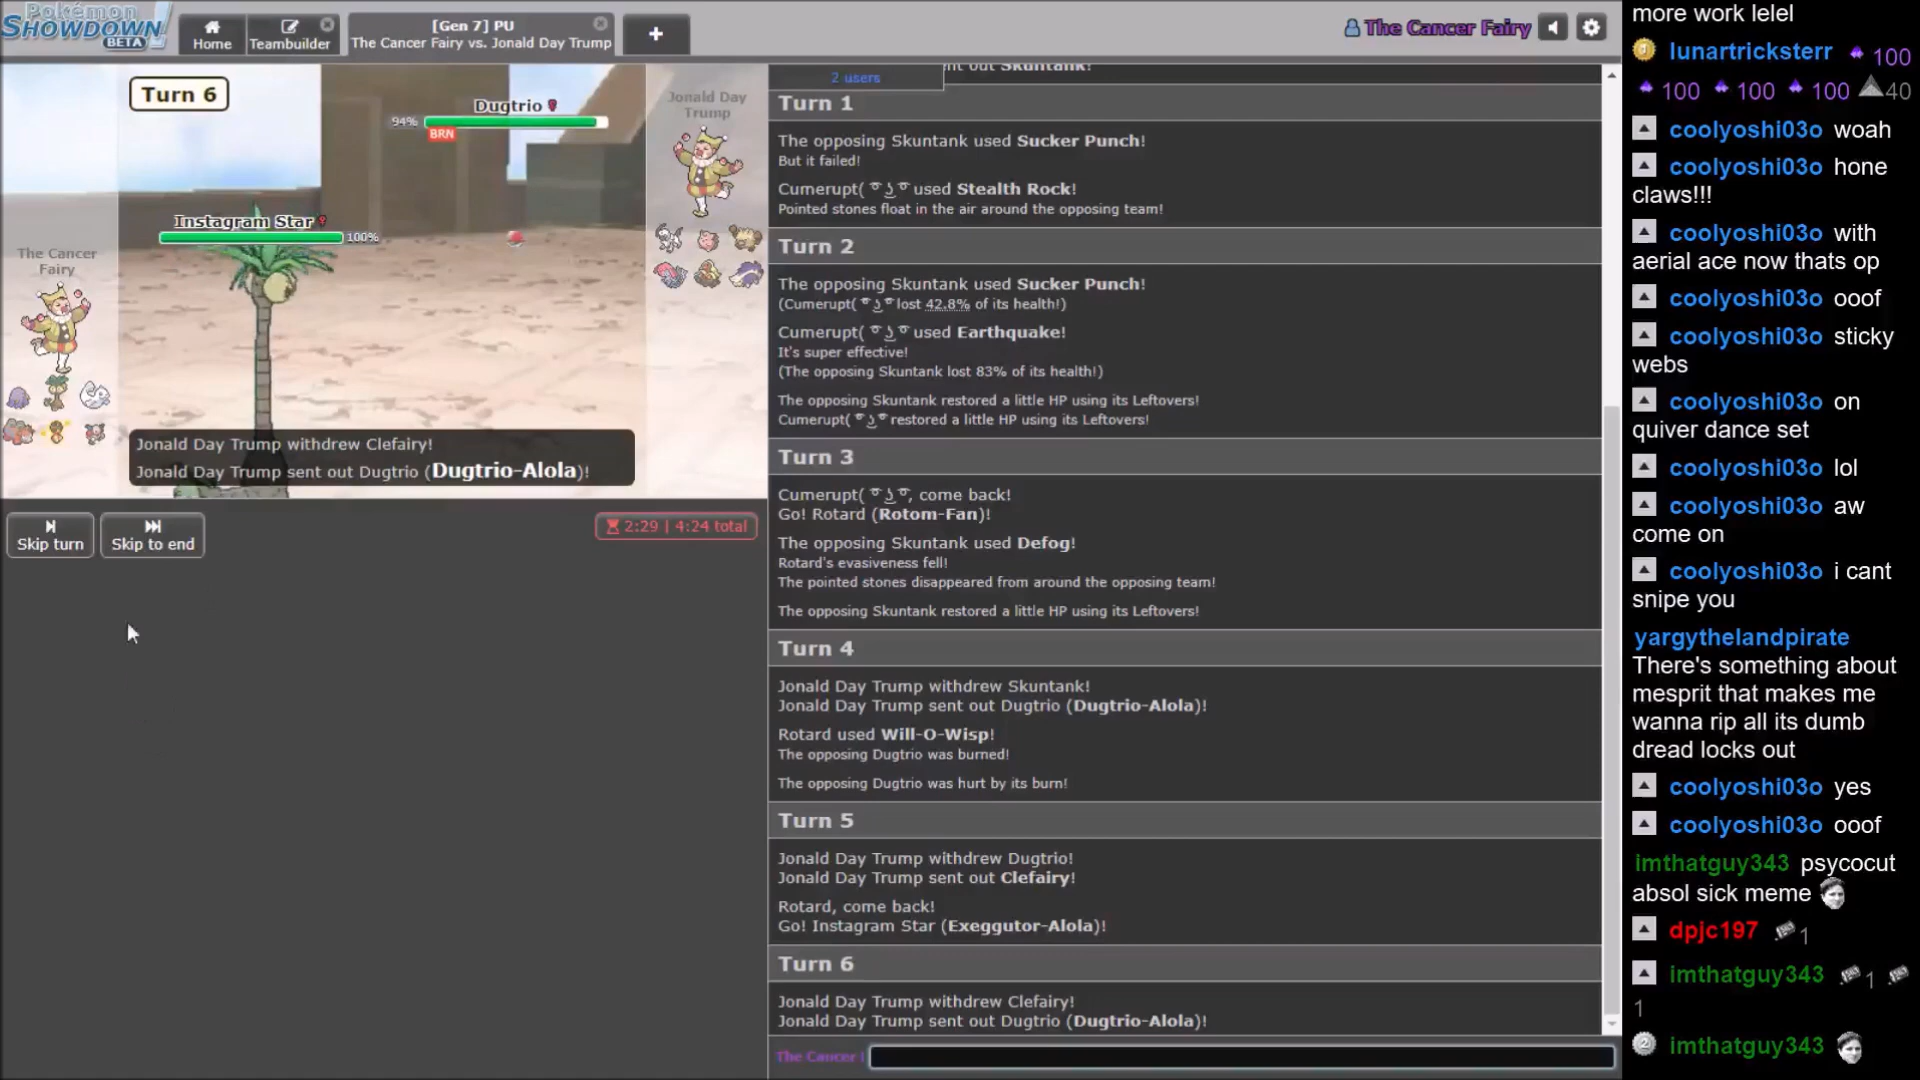 Pokémon
SHOWDOWN!
BETA
Home
Teambuilder
[Gen 7] PU
The Cancer Fairy vs. Jonald Day Trump
+
The Cancer Fairy
Turn 6
Dugtrio
94%
BRN
Instagram Star
100%
The Cancer
Fairy
Jonald Day
Trump
Jonald Day Trump withdrew Clefairy!
Jonald Day Trump sent out Dugtrio (Dugtrio-Alola)!
Skip turn
Skip to end
2:29 | 4:24 total
2 users
nt out Skuntank!
Turn 1
The opposing Skuntank used Sucker Punch!
But it failed!
Cumerupt( ͡° ͜ʖ ͡° used Stealth Rock!
Pointed stones float in the air around the opposing team!
Turn 2
The opposing Skuntank used Sucker Punch!
(Cumerupt( ͡° ͜ʖ ͡° lost 42.8% of its health!)
Cumerupt( ͡° ͜ʖ ͡° used Earthquake!
It's super effective!
(The opposing Skuntank lost 83% of its health!)
The opposing Skuntank restored a little HP using its Leftovers!
Cumerupt( ͡° ͜ʖ ͡° restored a little HP using its Leftovers!
Turn 3
Cumerupt( ͡° ͜ʖ ͡°, come back!
Go! Rotard (Rotom-Fan)!
The opposing Skuntank used Defog!
Rotard's evasiveness fell!
The pointed stones disappeared from around the opposing team!
The opposing Skuntank restored a little HP using its Leftovers!
Turn 4
Jonald Day Trump withdrew Skuntank!
Jonald Day Trump sent out Dugtrio (Dugtrio-Alola)!
Rotard used Will-O-Wisp!
The opposing Dugtrio was burned!
The opposing Dugtrio was hurt by its burn!
Turn 5
Jonald Day Trump withdrew Dugtrio!
Jonald Day Trump sent out Clefairy!
Rotard, come back!
Go! Instagram Star (Exeggutor-Alola)!
Turn 6
Jonald Day Trump withdrew Clefairy!
Jonald Day Trump sent out Dugtrio (Dugtrio-Alola)!
The Cancer
more work lelel
lunartricksterr 100
100 100 100 40
coolyoshi03o woah
coolyoshi03o hone
claws!!!
coolyoshi03o with
aerial ace now thats op
coolyoshi03o ooof
coolyoshi03o sticky
webs
coolyoshi03o on
quiver dance set
coolyoshi03o lol
coolyoshi03o aw
come on
coolyoshi03o i cant
snipe you
yargythelandpirate
There's something about
mesprit that makes me
wanna rip all its dumb
dread locks out
coolyoshi03o yes
coolyoshi03o ooof
imthatguy343 psycocut
absol sick meme
dpjc197 1
imthatguy343 1
1
imthatguy343